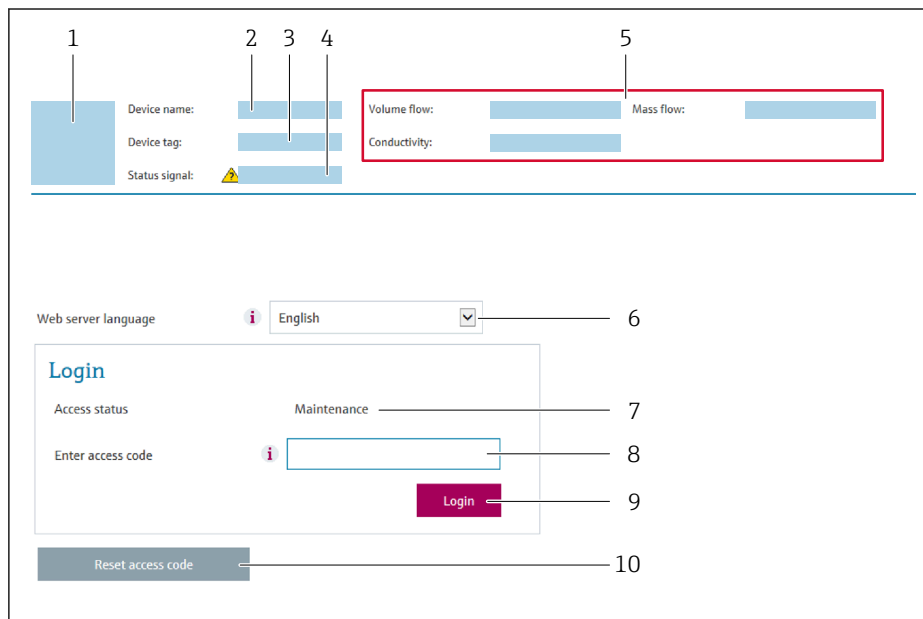 1 2 3 4 5
Device name: Volume flow: Mass flow:
Device tag: Conductivity:
Status signal: ?
Web server language i English 6
Login
Access status Maintenance 7
Enter access code i 8
Login 9
Reset access code 10